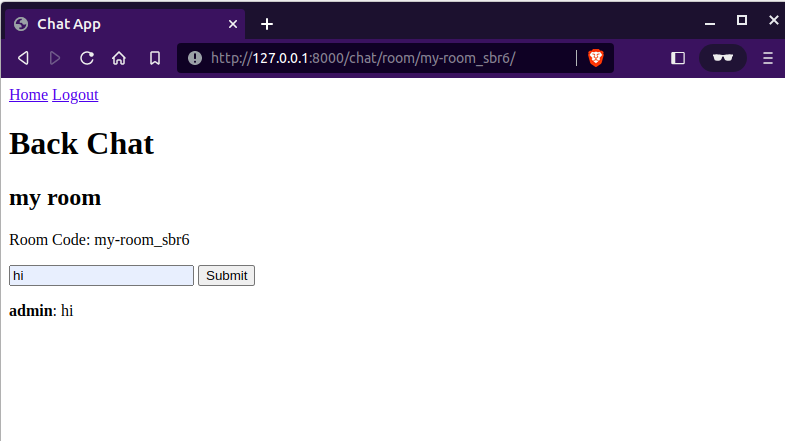 Chat App
http://127.0.0.1:8000/chat/room/my-room_sbr6/
Home Logout
Back Chat
my room
Room Code: my-room_sbr6
hi Submit
admin: hi